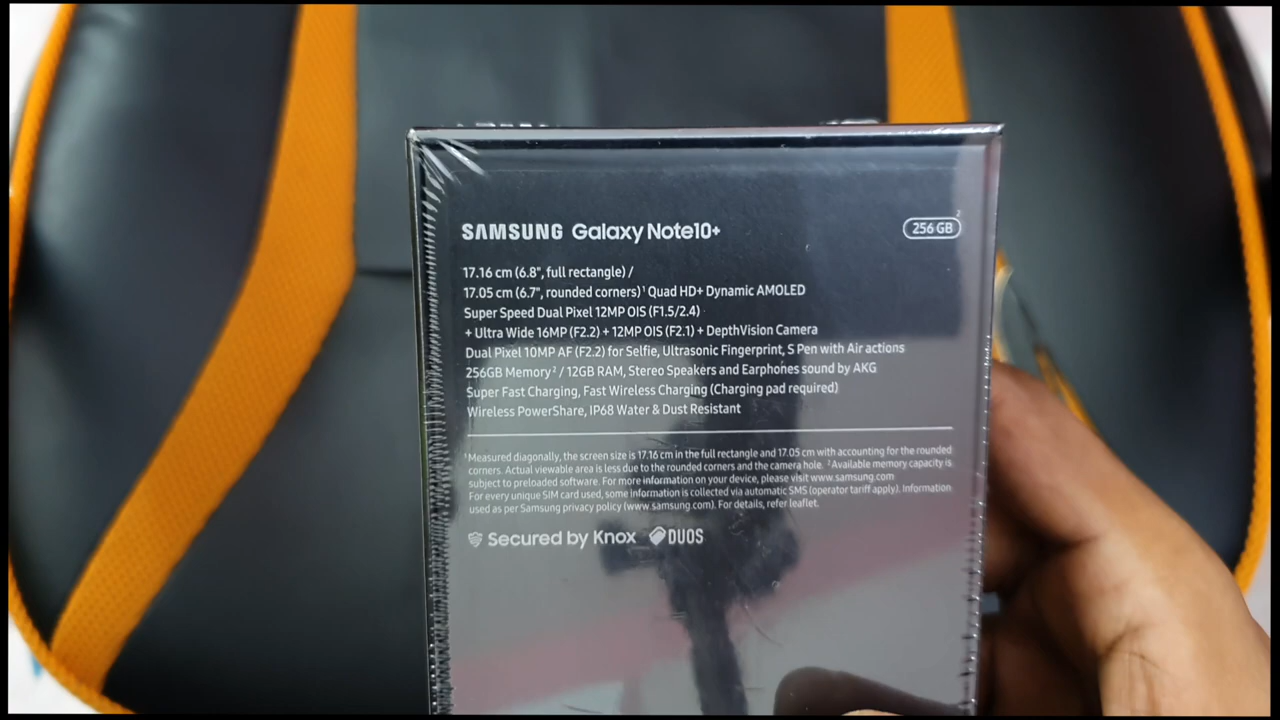 SAMSUNG Galaxy Note10+
256 GB
2
17.16 cm (6.8", full rectangle) /
17.05 cm (6.7", rounded corners)¹ Quad HD+ Dynamic AMOLED
Super Speed Dual Pixel 12MP OIS (F1.5/2.4)
+ Ultra Wide 16MP (F2.2) + 12MP OIS (F2.1) + DepthVision Camera
Dual Pixel 10MP AF (F2.2) for Selfie, Ultrasonic Fingerprint, S Pen with Air actions
256GB Memory² / 12GB RAM, Stereo Speakers and Earphones sound by AKG
Super Fast Charging, Fast Wireless Charging (Charging pad required)
Wireless PowerShare, IP68 Water & Dust Resistant
¹Measured diagonally, the screen size is 17.16 cm in the full rectangle and 17.05 cm with accounting for the rounded
corners. Actual viewable area is less due to the rounded corners and the camera hole. ²Available memory capacity is
subject to preloaded software. For more information on your device, please visit www.samsung.com
For every unique SIM card used, some information is collected via automatic SMS (operator tariff apply). Information
used as per Samsung privacy policy (www.samsung.com). For details, refer leaflet.
Secured by Knox DUOS